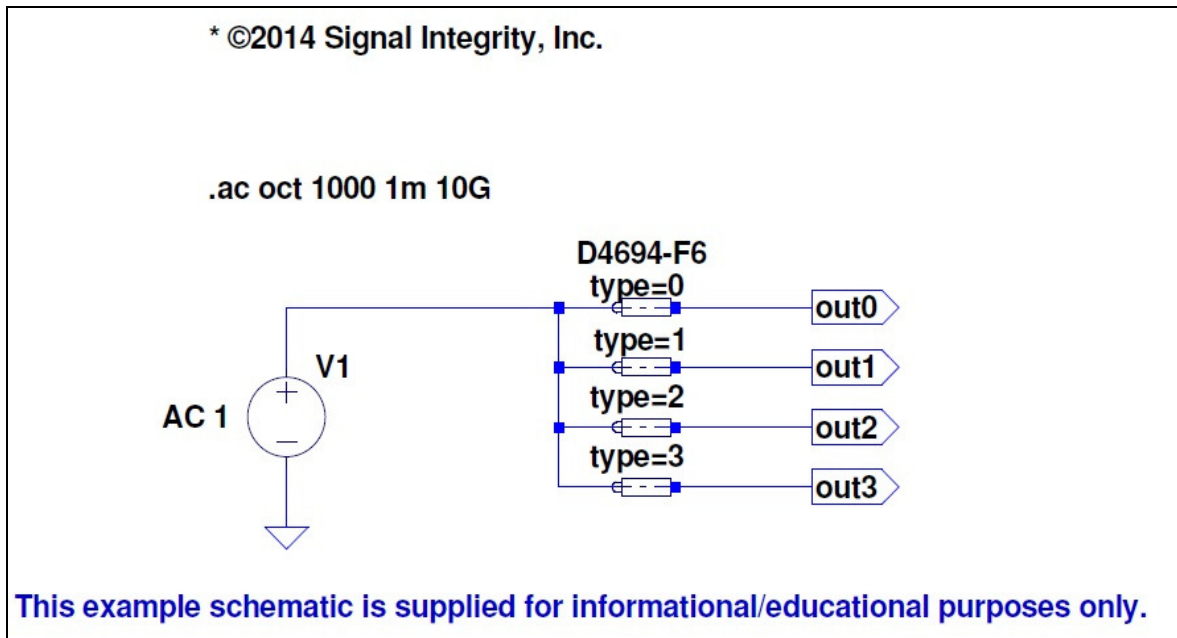 * ©2014 Signal Integrity, Inc.
.ac oct 1000 1m 10G
D4694-F6
type=0
out0
type=1
out1
V1
type=2
AC 1
out2
type=3
out3
This example schematic is supplied for informational/educational purposes only.